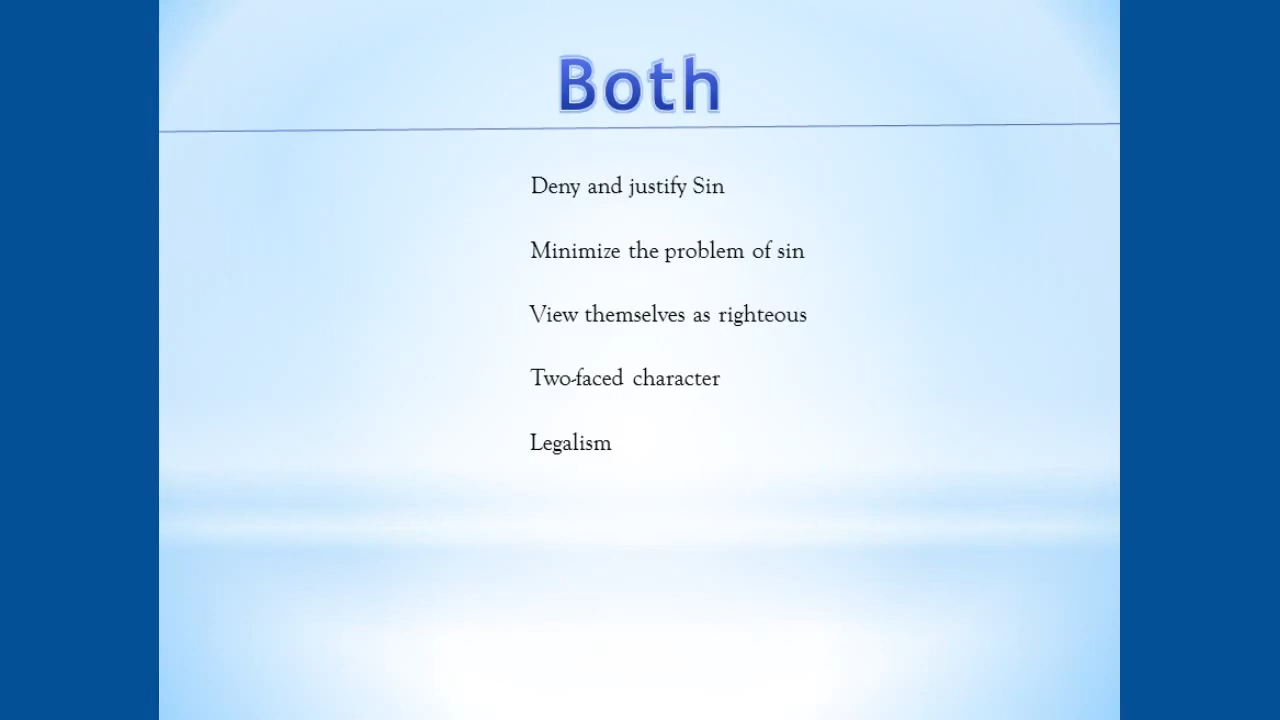 Both
Deny and justify Sin
Minimize the problem of sin
View themselves as righteous
Two-faced character
Legalism